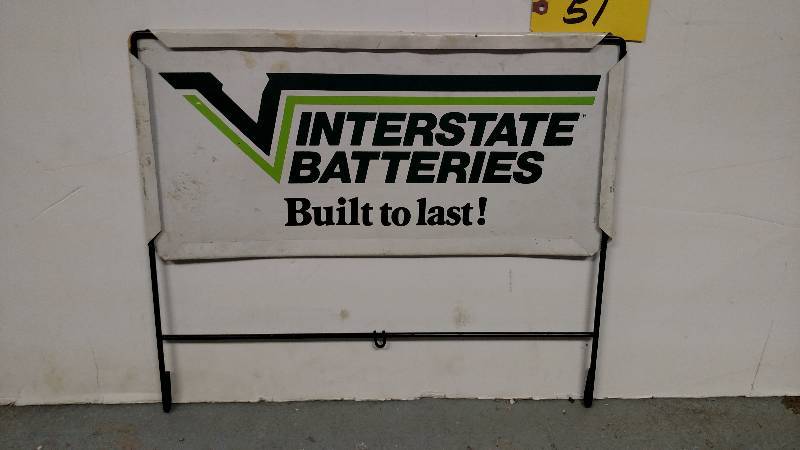 51
INTERSTATE
BATTERIES
Built to last!